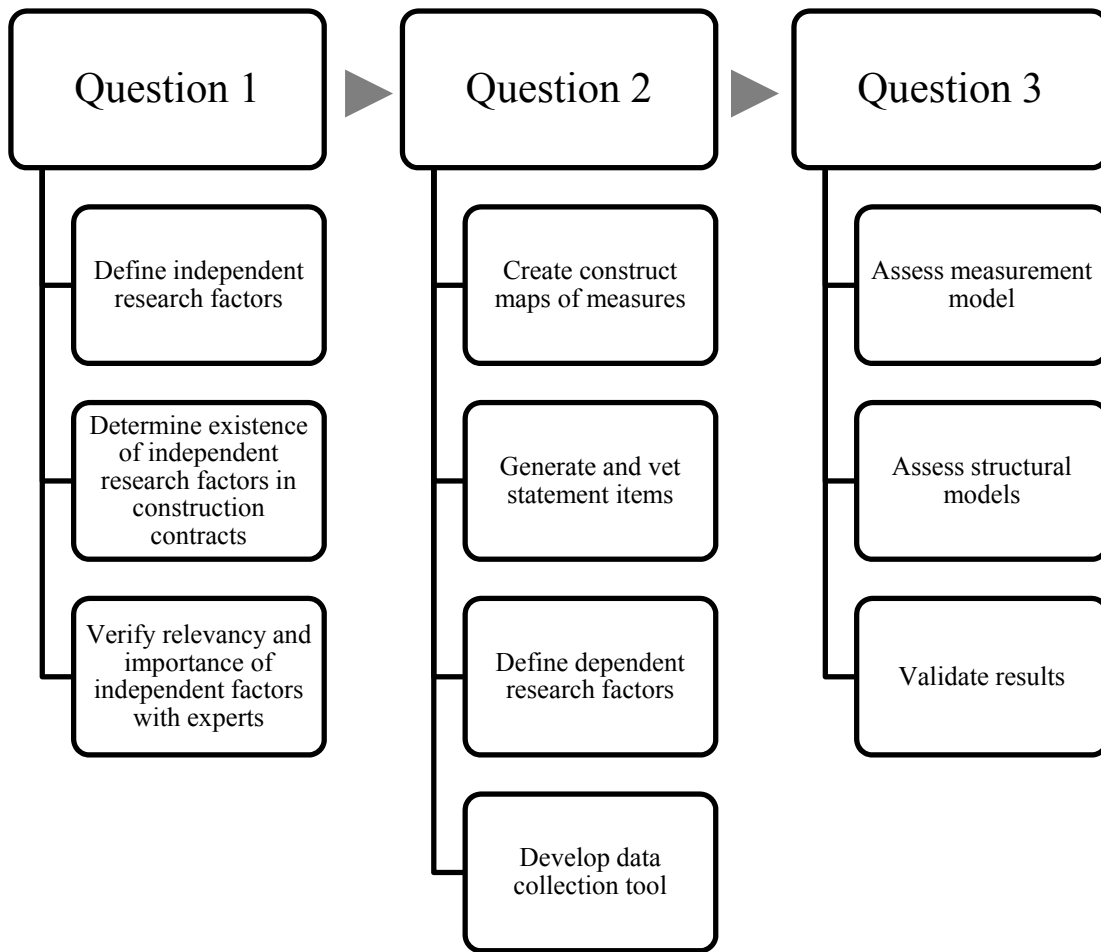 Question 1
Define independent
research factors
Determine existence
of independent
research factors in
construction
contracts
Verify relevancy and
importance of
independent factors
with experts
Question 2
Create construct
maps of measures
Generate and vet
statement items
Define dependent
research factors
Develop data
collection tool
Question 3
Assess measurement
model
Assess structural
models
Validate results